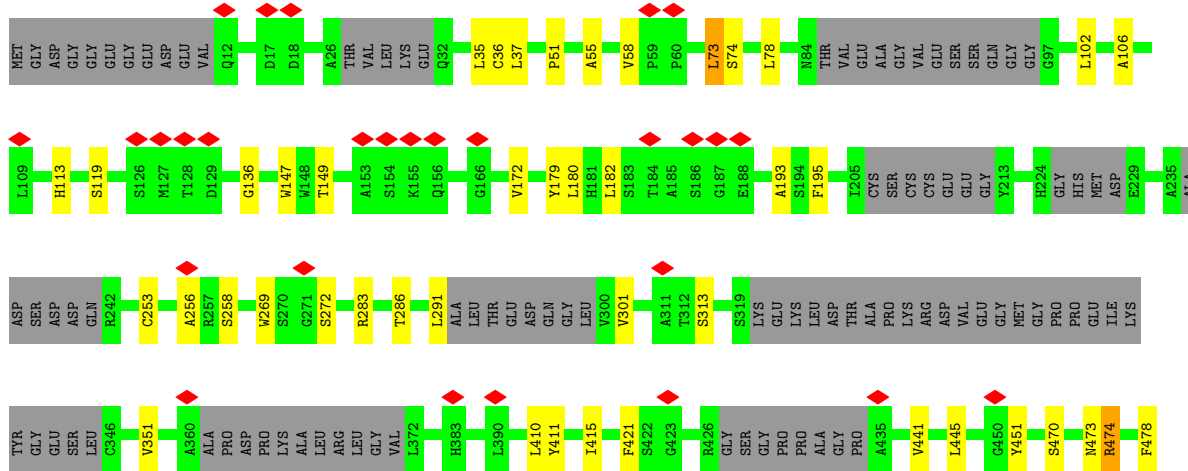 MET GLY ASP ASP GLY GLU GLU GLY GLU ASP GLU VAL Q12 D17 D18 A26 THR VAL LEU LYS GLU Q32 L35 C36 L37 P51 A55 V58 P59 P60 L73 S74 L78 N84 THR VAL GLU ALA GLY VAL GLU SER SER GLN GLY GLY G97 L102 A106
L109 H113 S119 S126 M127 T128 D129 G136 W147 W148 T149 A153 S154 K155 Q156 G166 V172 Y179 L180 H181 L182 S183 T184 A185 S186 G187 E188 A193 S194 F195 I205 CYS SER CYS CYS GLU GLU GLY Y213 H224 GLY HIS MET ASP E229 A235 ALA
ASP SER ASP ASP GLN R242 C253 A256 R257 S258 W269 S270 G271 S272 R283 T286 L291 ALA LEU THR GLU ASP GLN GLY LEU V300 V301 A311 T312 S313 S319 LYS GLU LYS LEU ASP THR ALA PRO LYS ARG ASP VAL GLU GLY MET GLY PRO PRO GLU ILE LYS
TYR GLY GLU SER LEU C346 V351 A360 ALA PRO ASP PRO LYS ALA LEU ARG LEU GLY VAL L372 H383 L390 L410 Y411 I415 F421 S422 G423 R426 GLY SER GLY PRO PRO ALA GLY PRO A435 V441 L445 G450 Y451 S470 N473 R474 F478